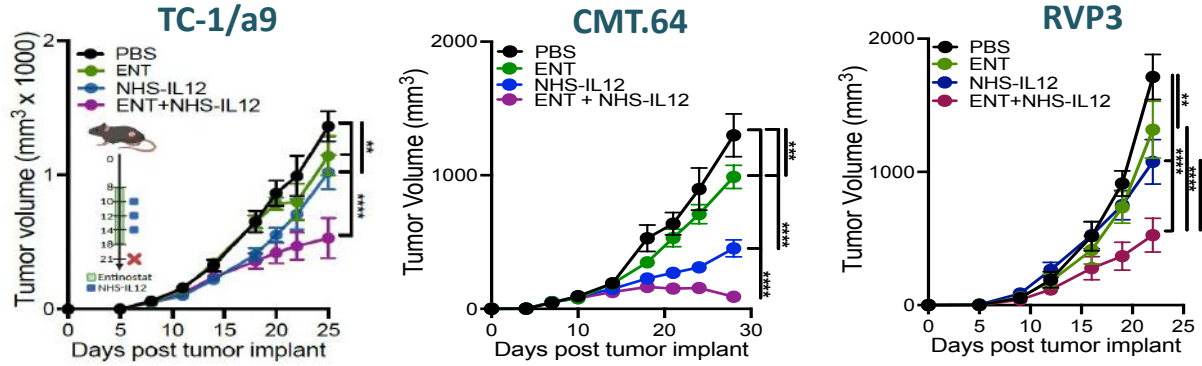 TC-1/a9
Tumor volume (mm³ x 1000)
2
1
0
PBS
ENT
NHS-IL12
ENT+NHS-IL12
0
8
10
12
14
18
21
Entinostat
NHS-IL12
**
****
0 5 10 15 20 25
Days post tumor implant
CMT.64
Tumor Volume (mm³)
2000
1000
0
PBS
ENT
NHS-IL12
ENT + NHS-IL12
***
****
****
0 10 20 30
Days post tumor implant
RVP3
Tumor Volume (mm³)
2000
1000
0
PBS
ENT
NHS-IL12
ENT+NHS-IL12
**
****
****
****
0 5 10 15 20 25
Days post tumor implant